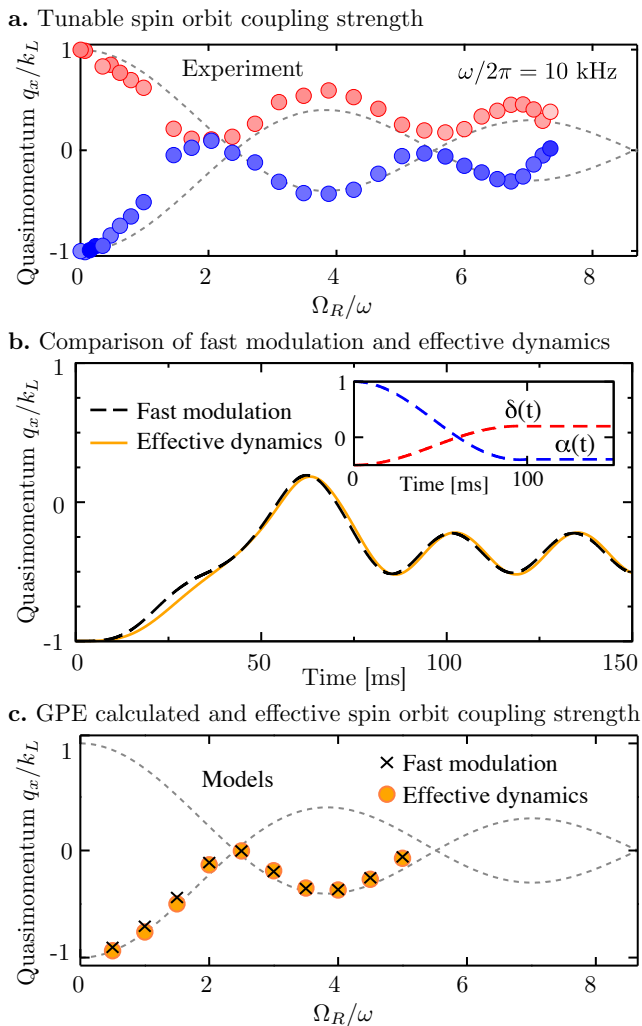 a. Tunable spin orbit coupling strength
Quasimomentum q_x/k_L
1
0
-1
Experiment
ω/2π = 10 kHz
0
2
4
6
8
Ω_R/ω
b. Comparison of fast modulation and effective dynamics
Quasimomentum q_x/k_L
1
0
-1
Fast modulation
Effective dynamics
1
0
δ(t)
α(t)
0
Time [ms]
100
0
50
100
150
Time [ms]
c. GPE calculated and effective spin orbit coupling strength
Quasimomentum q_x/k_L
1
0
-1
Models
Fast modulation
Effective dynamics
0
2
4
6
8
Ω_R/ω